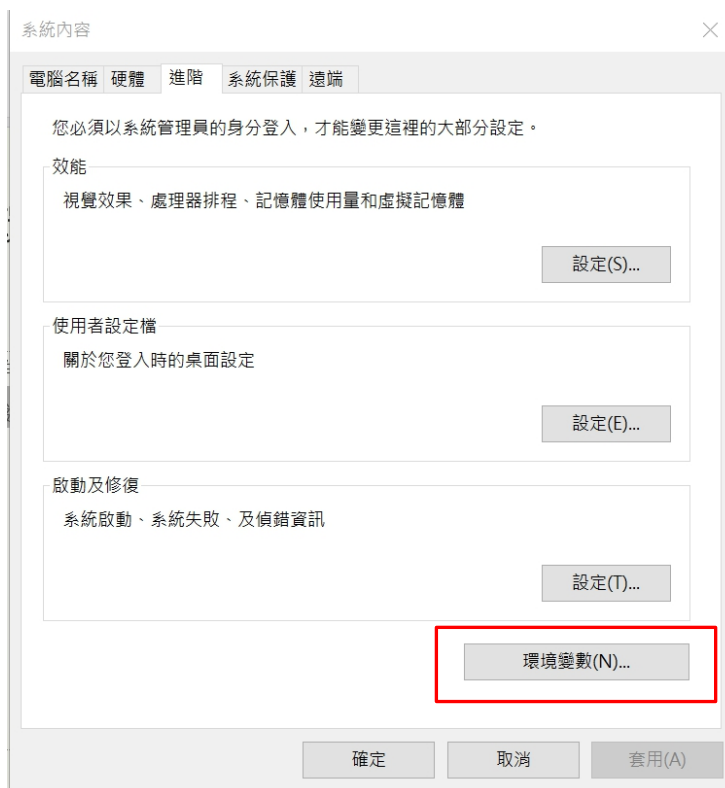 系統內容
電腦名稱 硬體 進階 系統保護 遠端
您必須以系統管理員的身分登入，才能變更這裡的大部分設定。
效能
視覺效果、處理器排程、記憶體使用量和虛擬記憶體
設定(S)...
使用者設定檔
關於您登入時的桌面設定
設定(E)...
啟動及修復
系統啟動、系統失敗、及偵錯資訊
設定(T)...
環境變數(N)...
確定 取消 套用(A)